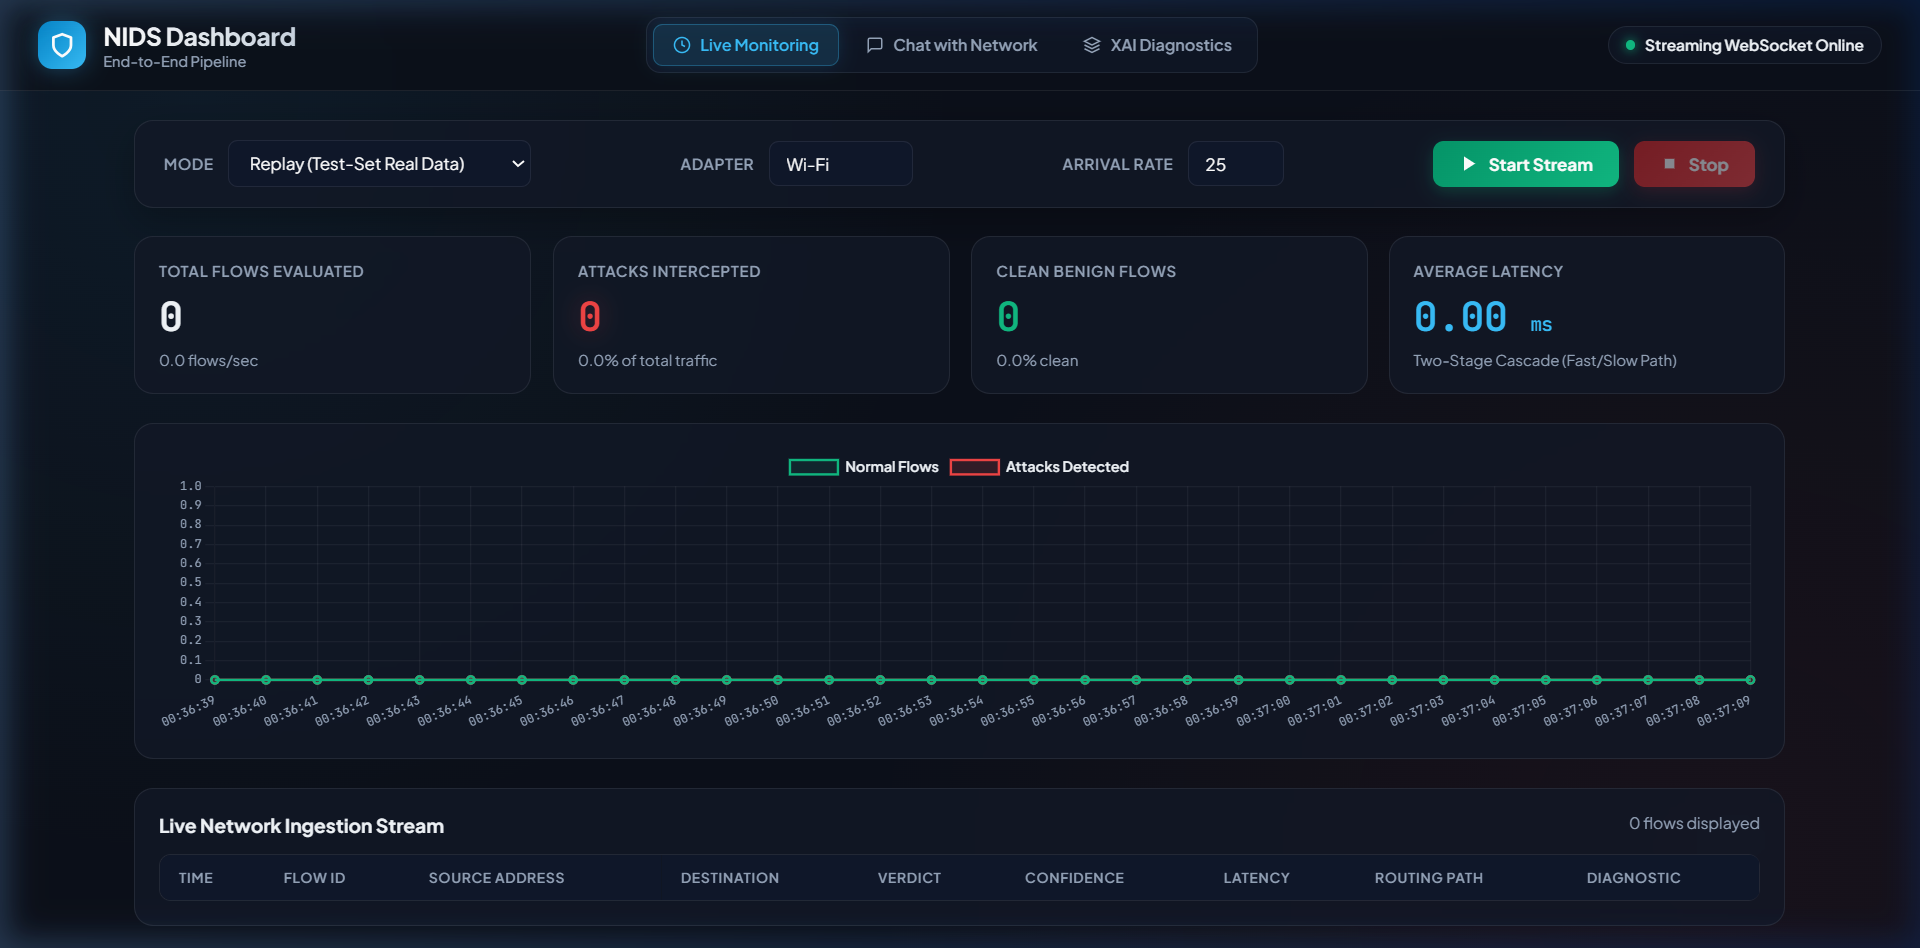 NIDS Dashboard
End-to-End Pipeline
Live Monitoring
Chat with Network
XAI Diagnostics
Streaming WebSocket Online
MODE
Replay (Test-Set Real Data)
ADAPTER
Wi-Fi
ARRIVAL RATE
25
Start Stream
Stop
TOTAL FLOWS EVALUATED
0
0.0 flows/sec
ATTACKS INTERCEPTED
0
0.0% of total traffic
CLEAN BENIGN FLOWS
0
0.0% clean
AVERAGE LATENCY
0.00 ms
Two-Stage Cascade (Fast/Slow Path)
Normal Flows
Attacks Detected
1.0
0.9
0.8
0.7
0.6
0.5
0.4
0.3
0.2
0.1
0
00:36:39
00:36:40
00:36:41
00:36:42
00:36:43
00:36:44
00:36:45
00:36:46
00:36:47
00:36:48
00:36:49
00:36:50
00:36:51
00:36:52
00:36:53
00:36:54
00:36:55
00:36:56
00:36:57
00:36:58
00:36:59
00:37:00
00:37:01
00:37:02
00:37:03
00:37:04
00:37:05
00:37:06
00:37:07
00:37:08
00:37:09
Live Network Ingestion Stream
0 flows displayed
TIME
FLOW ID
SOURCE ADDRESS
DESTINATION
VERDICT
CONFIDENCE
LATENCY
ROUTING PATH
DIAGNOSTIC